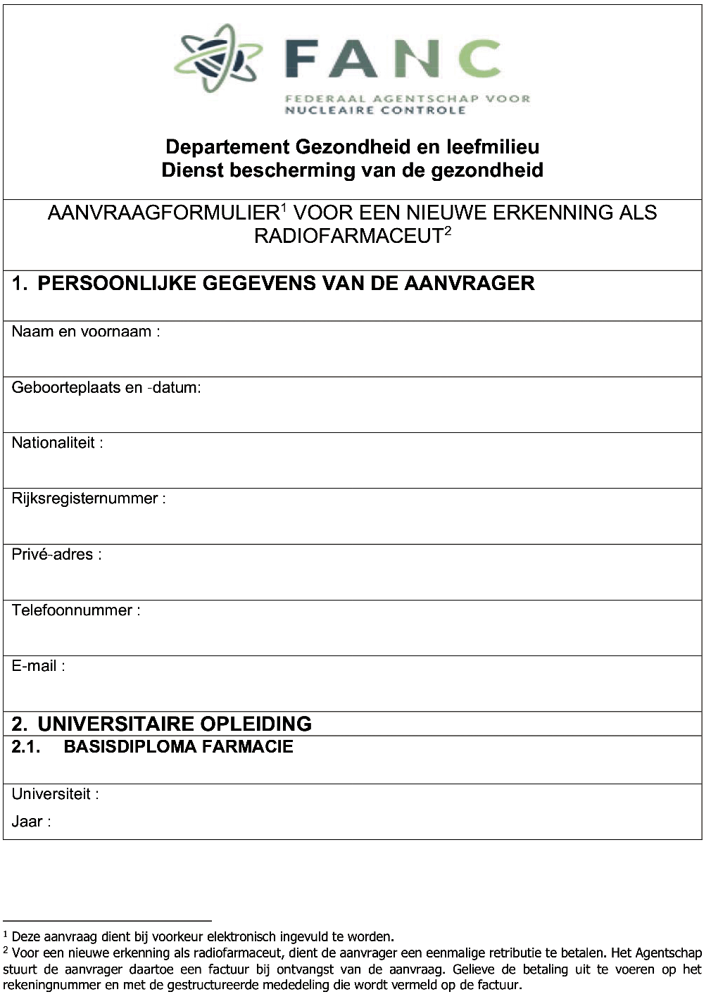 FANC
FEDERAAL AGENTSCHAP VOOR
NUCLEAIRE CONTROLE
Departement Gezondheid en leefmilieu
Dienst bescherming van de gezondheid
AANVRAAGFORMULIER¹ VOOR EEN NIEUWE ERKENNING ALS
RADIOFARMACEUT²
1. PERSOONLIJKE GEGEVENS VAN DE AANVRAGER
Naam en voornaam :
Geboorteplaats en -datum:
Nationaliteit :
Rijksregisternummer :
Privé-adres :
Telefoonnummer :
E-mail :
2. UNIVERSITAIRE OPLEIDING
2.1. BASISDIPLOMA FARMACIE
Universiteit :
Jaar :
¹ Deze aanvraag dient bij voorkeur elektronisch ingevuld te worden.
² Voor een nieuwe erkenning als radiofarmaceut, dient de aanvrager een eenmalige retributie te betalen. Het Agentschap
stuurt de aanvrager daartoe een factuur bij ontvangst van de aanvraag. Gelieve de betaling uit te voeren op het
rekeningnummer en met de gestructureerde mededeling die wordt vermeld op de factuur.